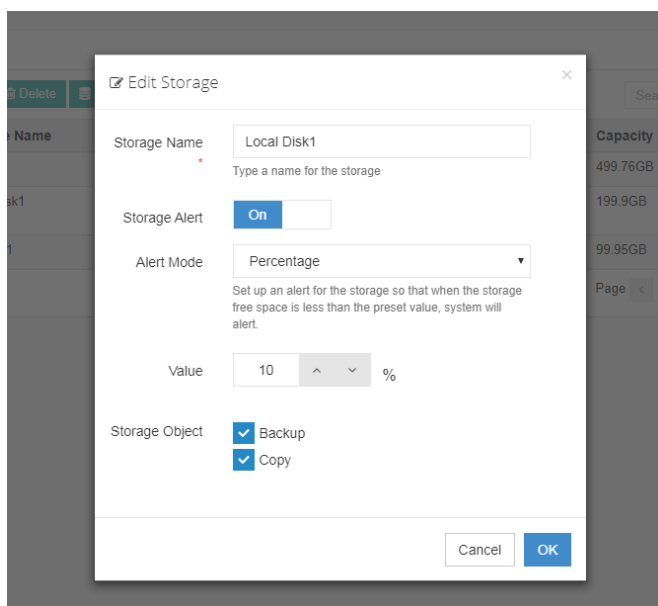 Edit Storage
×
Delete
Sea
Name
Capacity
Storage Name
*
Local Disk1
499.76GB
Type a name for the storage
sk1
199.9GB
Storage Alert
On
1
99.95GB
Alert Mode
Percentage
Page <
Set up an alert for the storage so that when the storage
free space is less than the preset value, system will
alert.
Value
10
%
Storage Object
Backup
Copy
Cancel
OK